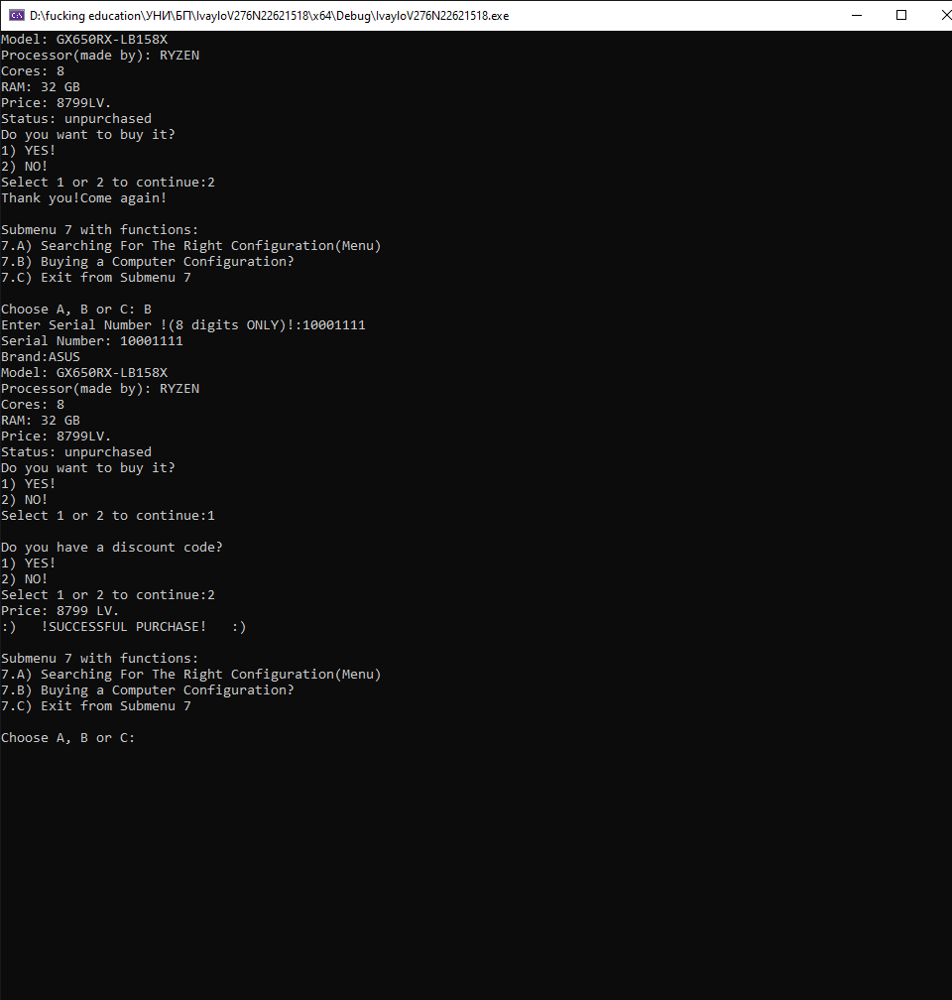 D:\fucking education\УНИ\БП\IvayloV276N22621518\x64\Debug\IvayloV276N22621518.exe
Model: GX650RX-LB158X
Processor(made by): RYZEN
Cores: 8
RAM: 32 GB
Price: 8799LV.
Status: unpurchased
Do you want to buy it?
1) YES!
2) NO!
Select 1 or 2 to continue:2
Thank you!Come again!
Submenu 7 with functions:
7.A) Searching For The Right Configuration(Menu)
7.B) Buying a Computer Configuration?
7.C) Exit from Submenu 7
Choose A, B or C: B
Enter Serial Number !(8 digits ONLY)!:10001111
Serial Number: 10001111
Brand:ASUS
Model: GX650RX-LB158X
Processor(made by): RYZEN
Cores: 8
RAM: 32 GB
Price: 8799LV.
Status: unpurchased
Do you want to buy it?
1) YES!
2) NO!
Select 1 or 2 to continue:1
Do you have a discount code?
1) YES!
2) NO!
Select 1 or 2 to continue:2
Price: 8799 LV.
:)   !SUCCESSFUL PURCHASE!   :)
Submenu 7 with functions:
7.A) Searching For The Right Configuration(Menu)
7.B) Buying a Computer Configuration?
7.C) Exit from Submenu 7
Choose A, B or C: